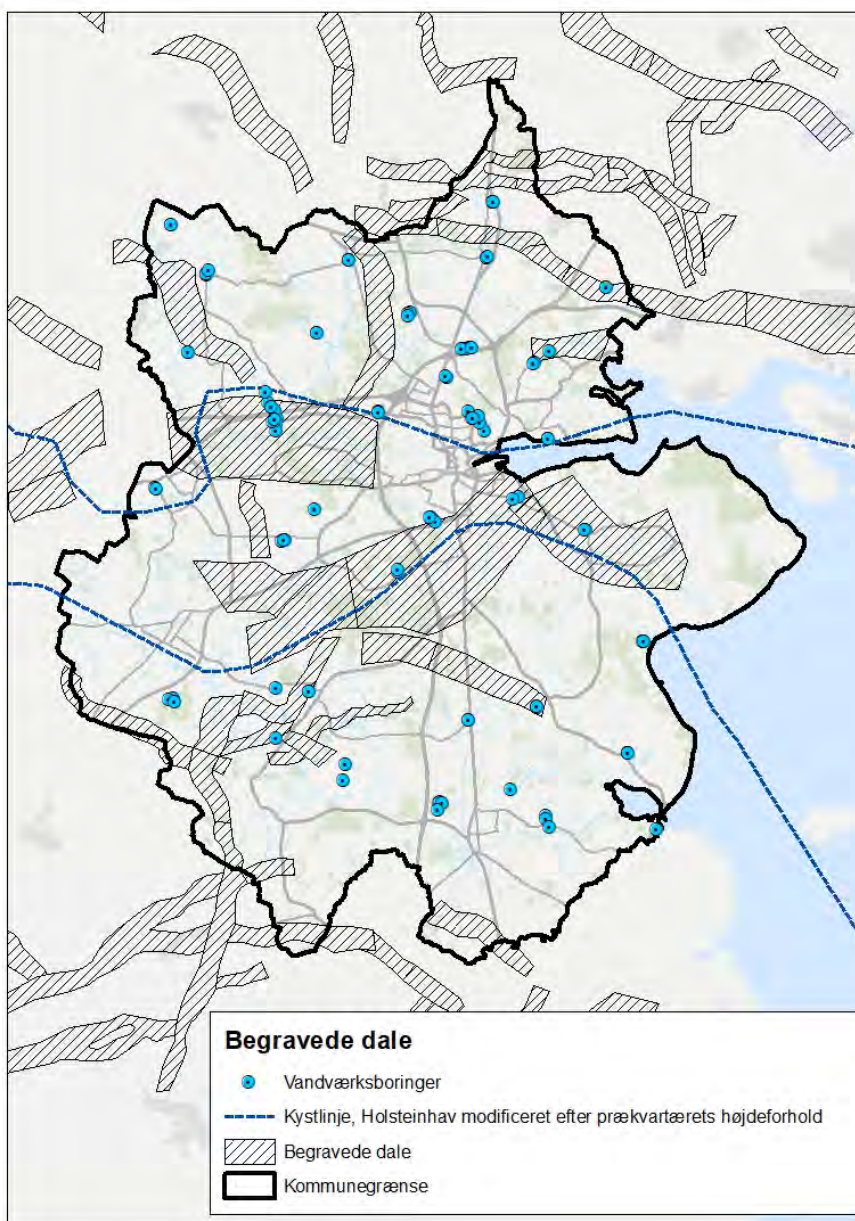 Begravede dale
Vandværksboringer
Kystlinje, Holsteinhav modificeret efter prækvartærets højdeforhold
Begravede dale
Kommunegrænse